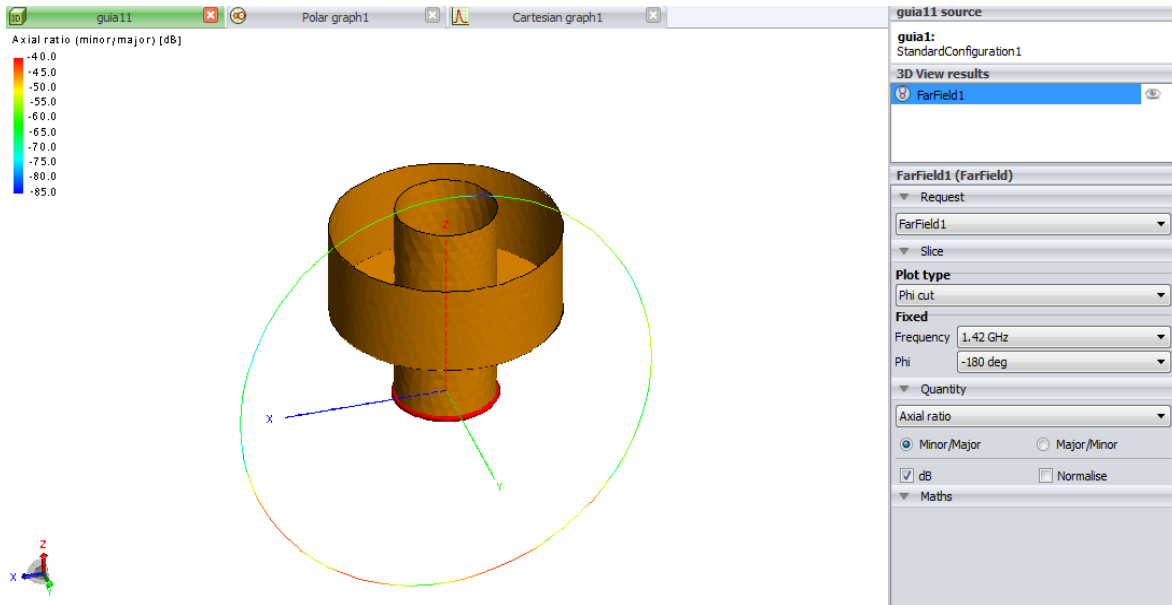 guia11
Polar graph1
Cartesian graph1
Axial ratio (minor/major) [dB]
-40.0
-45.0
-50.0
-55.0
-60.0
-65.0
-70.0
-75.0
-80.0
-85.0
Z
X
Y
Z
X
Y
guia11 source
guia1:
StandardConfiguration1
3D View results
FarField1
FarField1 (FarField)
Request
FarField1
Slice
Plot type
Phi cut
Fixed
Frequency 1.42 GHz
Phi -180 deg
Quantity
Axial ratio
Minor/Major Major/Minor
dB Normalise
Maths